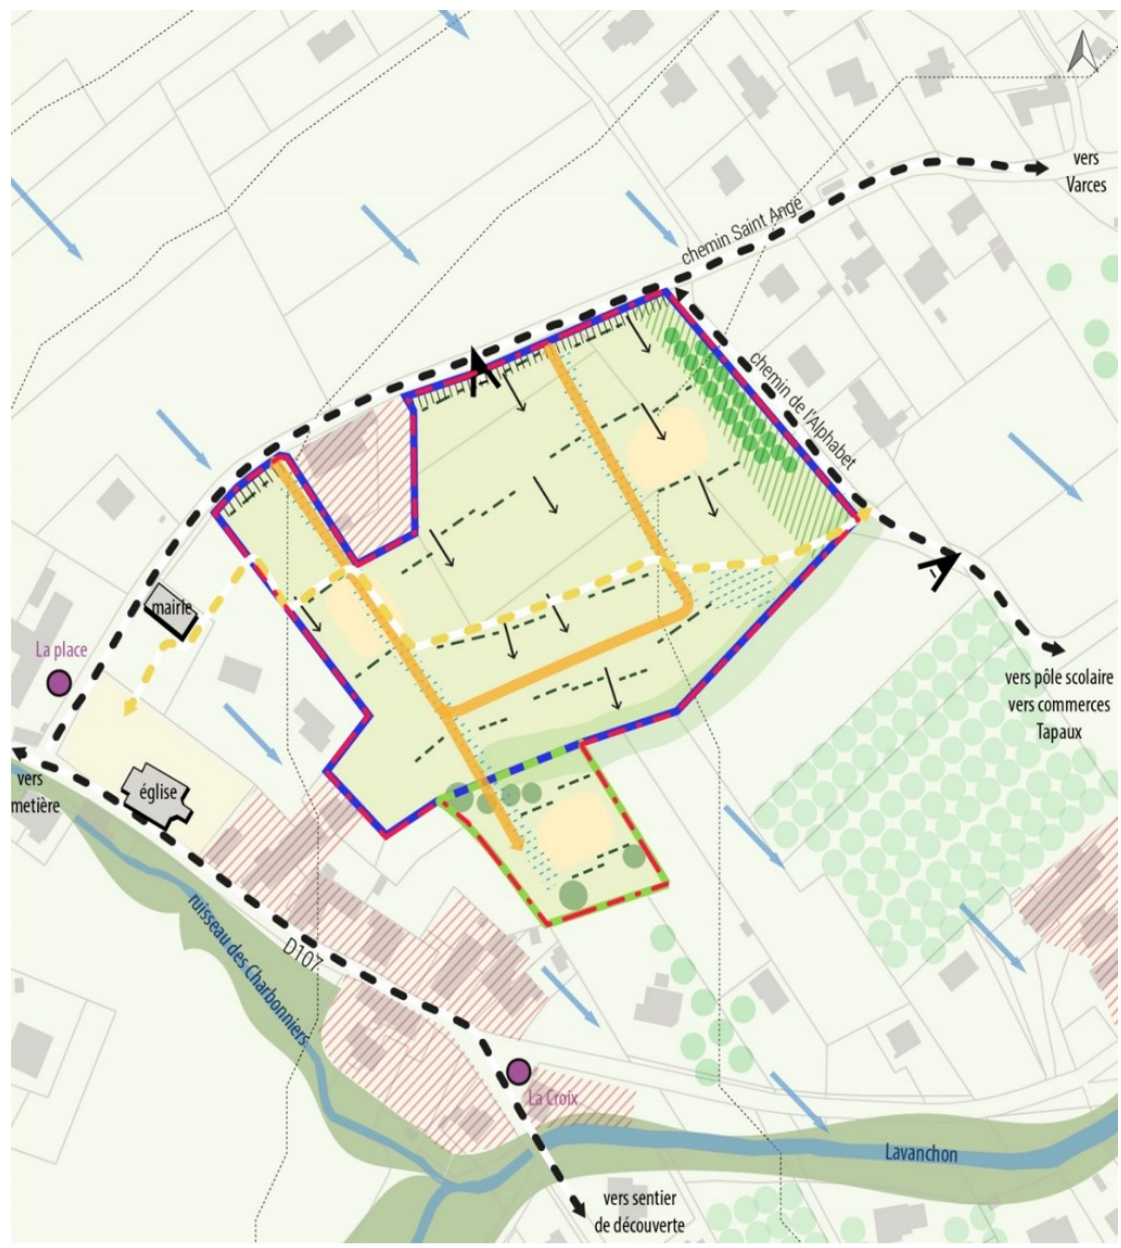 vers
Varces
chemin Saint Ange
chemin de l'Alphabet
mairie
La place
vers pôle scolaire
vers commerces
Tapaux
vers
metière
église
ruisseau des Charbonniers
D107
La Croix
Lavanchon
vers sentier
de découverte